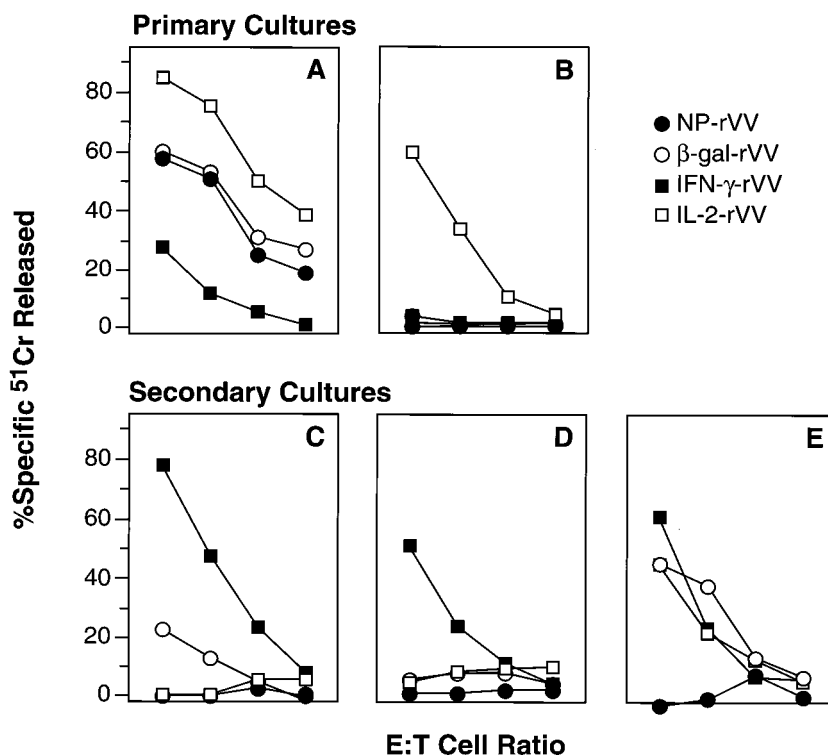 Primary Cultures
A
B
80
60
40
20
0
NP-rVV
β-gal-rVV
IFN-γ-rVV
IL-2-rVV
%Specific ⁵¹Cr Released
Secondary Cultures
C
D
E
80
60
40
20
0
E:T Cell Ratio